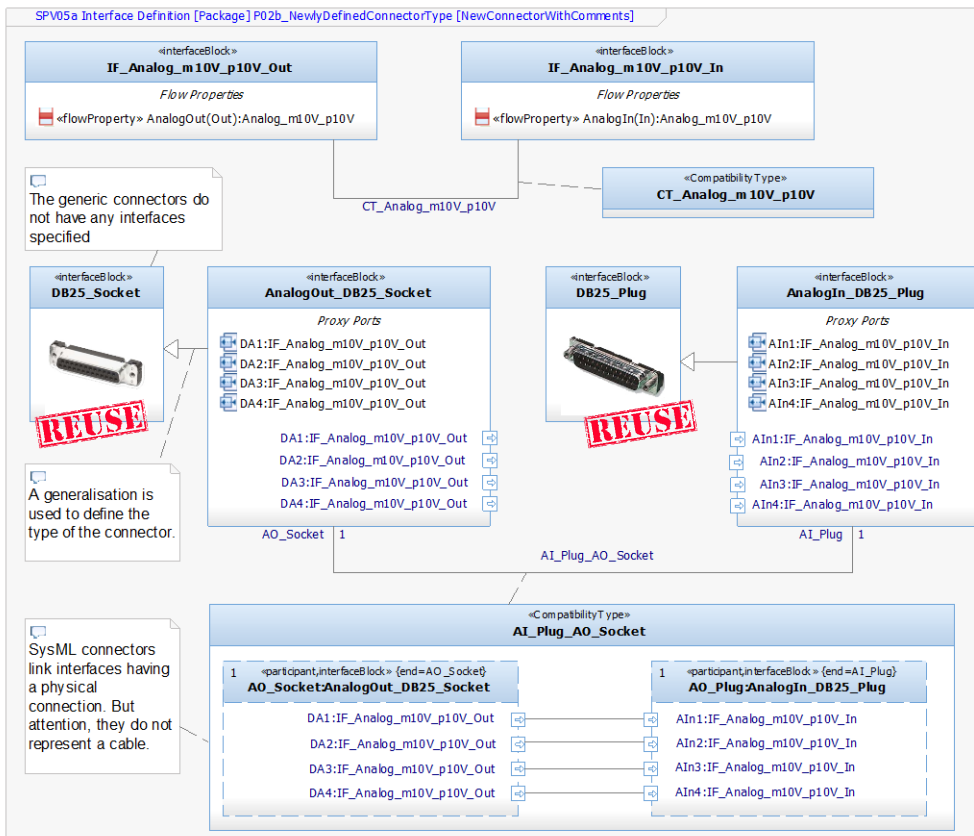 SPV05a Interface Definition [Package] P02b_NewlyDefinedConnectorType [NewConnectorWithComments]
«interfaceBlock»
IF_Analog_m10V_p10V_Out
Flow Properties
«flowProperty» AnalogOut(Out):Analog_m10V_p10V
«interfaceBlock»
IF_Analog_m10V_p10V_In
Flow Properties
«flowProperty» AnalogIn(In):Analog_m10V_p10V
CT_Analog_m10V_p10V
«CompatibilityType»
CT_Analog_m10V_p10V
The generic connectors do
not have any interfaces
specified
«interfaceBlock»
DB25_Socket
REUSE
«interfaceBlock»
AnalogOut_DB25_Socket
Proxy Ports
DA1:IF_Analog_m10V_p10V_Out
DA2:IF_Analog_m10V_p10V_Out
DA3:IF_Analog_m10V_p10V_Out
DA4:IF_Analog_m10V_p10V_Out
DA1:IF_Analog_m10V_p10V_Out
DA2:IF_Analog_m10V_p10V_Out
DA3:IF_Analog_m10V_p10V_Out
DA4:IF_Analog_m10V_p10V_Out
«interfaceBlock»
DB25_Plug
REUSE
«interfaceBlock»
AnalogIn_DB25_Plug
Proxy Ports
AIn1:IF_Analog_m10V_p10V_In
AIn2:IF_Analog_m10V_p10V_In
AIn3:IF_Analog_m10V_p10V_In
AIn4:IF_Analog_m10V_p10V_In
AIn1:IF_Analog_m10V_p10V_In
AIn2:IF_Analog_m10V_p10V_In
AIn3:IF_Analog_m10V_p10V_In
AIn4:IF_Analog_m10V_p10V_In
A generalisation is
used to define the
type of the connector.
AO_Socket 1
AI_Plug 1
AI_Plug_AO_Socket
SysML connectors
link interfaces having
a physical
connection. But
attention, they do not
represent a cable.
«CompatibilityType»
AI_Plug_AO_Socket
1 «participant,interfaceBlock» {end=AO_Socket}
AO_Socket:AnalogOut_DB25_Socket
DA1:IF_Analog_m10V_p10V_Out
DA2:IF_Analog_m10V_p10V_Out
DA3:IF_Analog_m10V_p10V_Out
DA4:IF_Analog_m10V_p10V_Out
1 «participant,interfaceBlock» {end=AI_Plug}
AO_Plug:AnalogIn_DB25_Plug
AIn1:IF_Analog_m10V_p10V_In
AIn2:IF_Analog_m10V_p10V_In
AIn3:IF_Analog_m10V_p10V_In
AIn4:IF_Analog_m10V_p10V_In